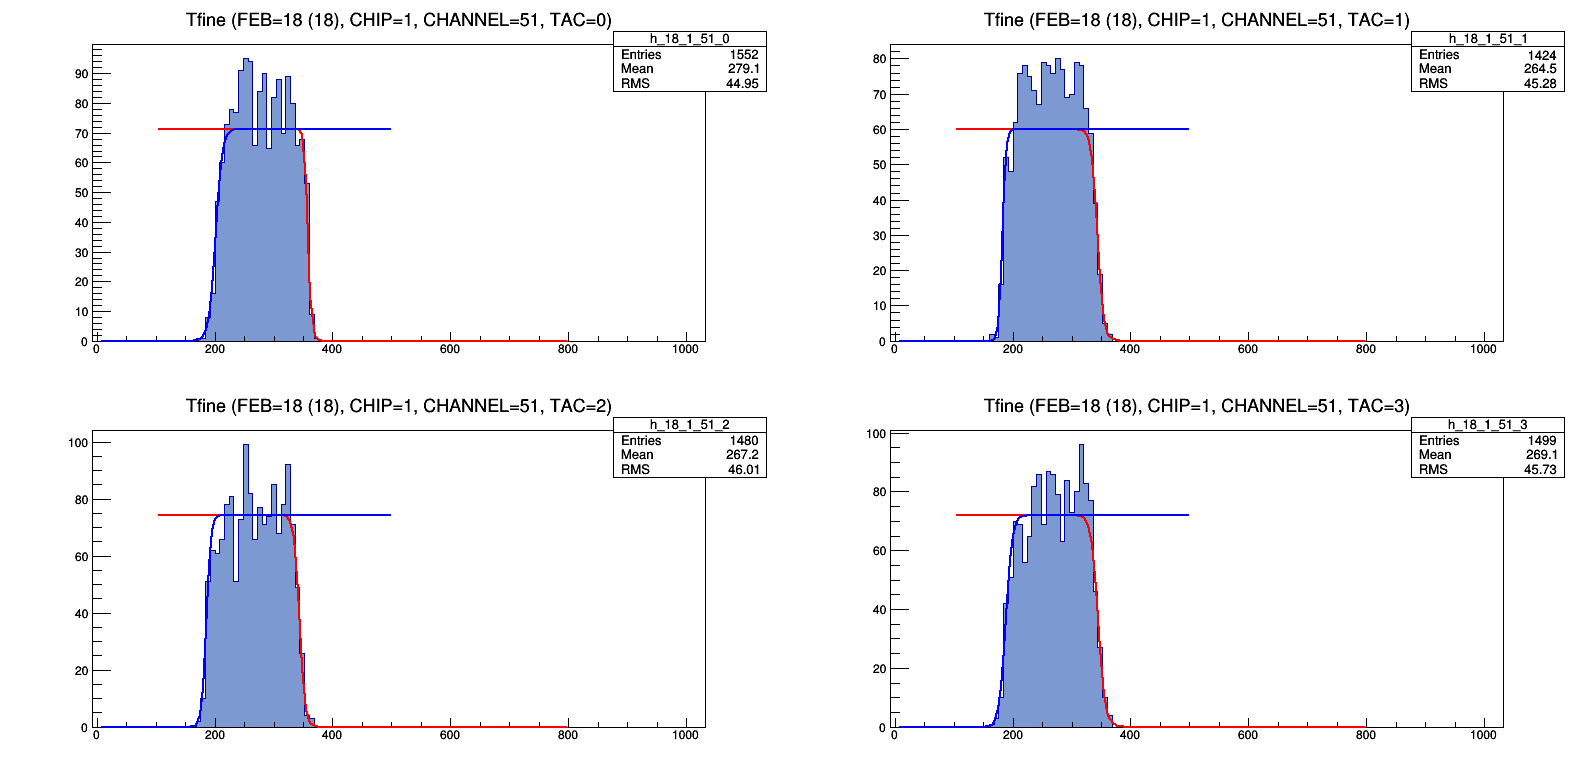 Tfine (FEB=18 (18), CHIP=1, CHANNEL=51, TAC=0)
h_18_1_51_0
Entries 1552
Mean 279.1
RMS 44.95
90
80
70
60
50
40
30
20
10
0
0 200 400 600 800 1000
Tfine (FEB=18 (18), CHIP=1, CHANNEL=51, TAC=1)
h_18_1_51_1
Entries 1424
Mean 264.5
RMS 45.28
80
70
60
50
40
30
20
10
0
0 200 400 600 800 1000
Tfine (FEB=18 (18), CHIP=1, CHANNEL=51, TAC=2)
h_18_1_51_2
Entries 1480
Mean 267.2
RMS 46.01
100
80
60
40
20
0
0 200 400 600 800 1000
Tfine (FEB=18 (18), CHIP=1, CHANNEL=51, TAC=3)
h_18_1_51_3
Entries 1499
Mean 269.1
RMS 45.73
100
80
60
40
20
0
0 200 400 600 800 1000